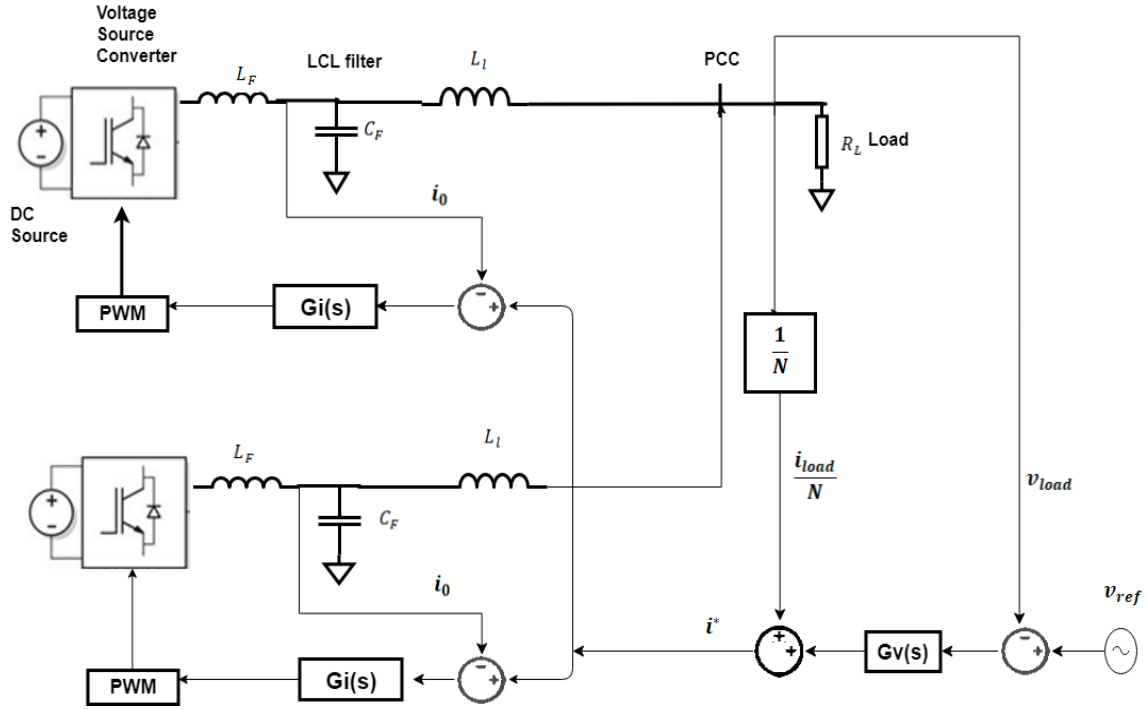 Voltage
Source
Converter
L_F
LCL filter
L_l
PCC
C_F
R_L Load
+
−
i_0
DC
Source
−
+
PWM
Gi(s)
1/N
L_F
L_l
i_load/N
v_load
+
−
C_F
i_0
v_ref
i*
+
+
Gv(s)
−
−
+
PWM
Gi(s)